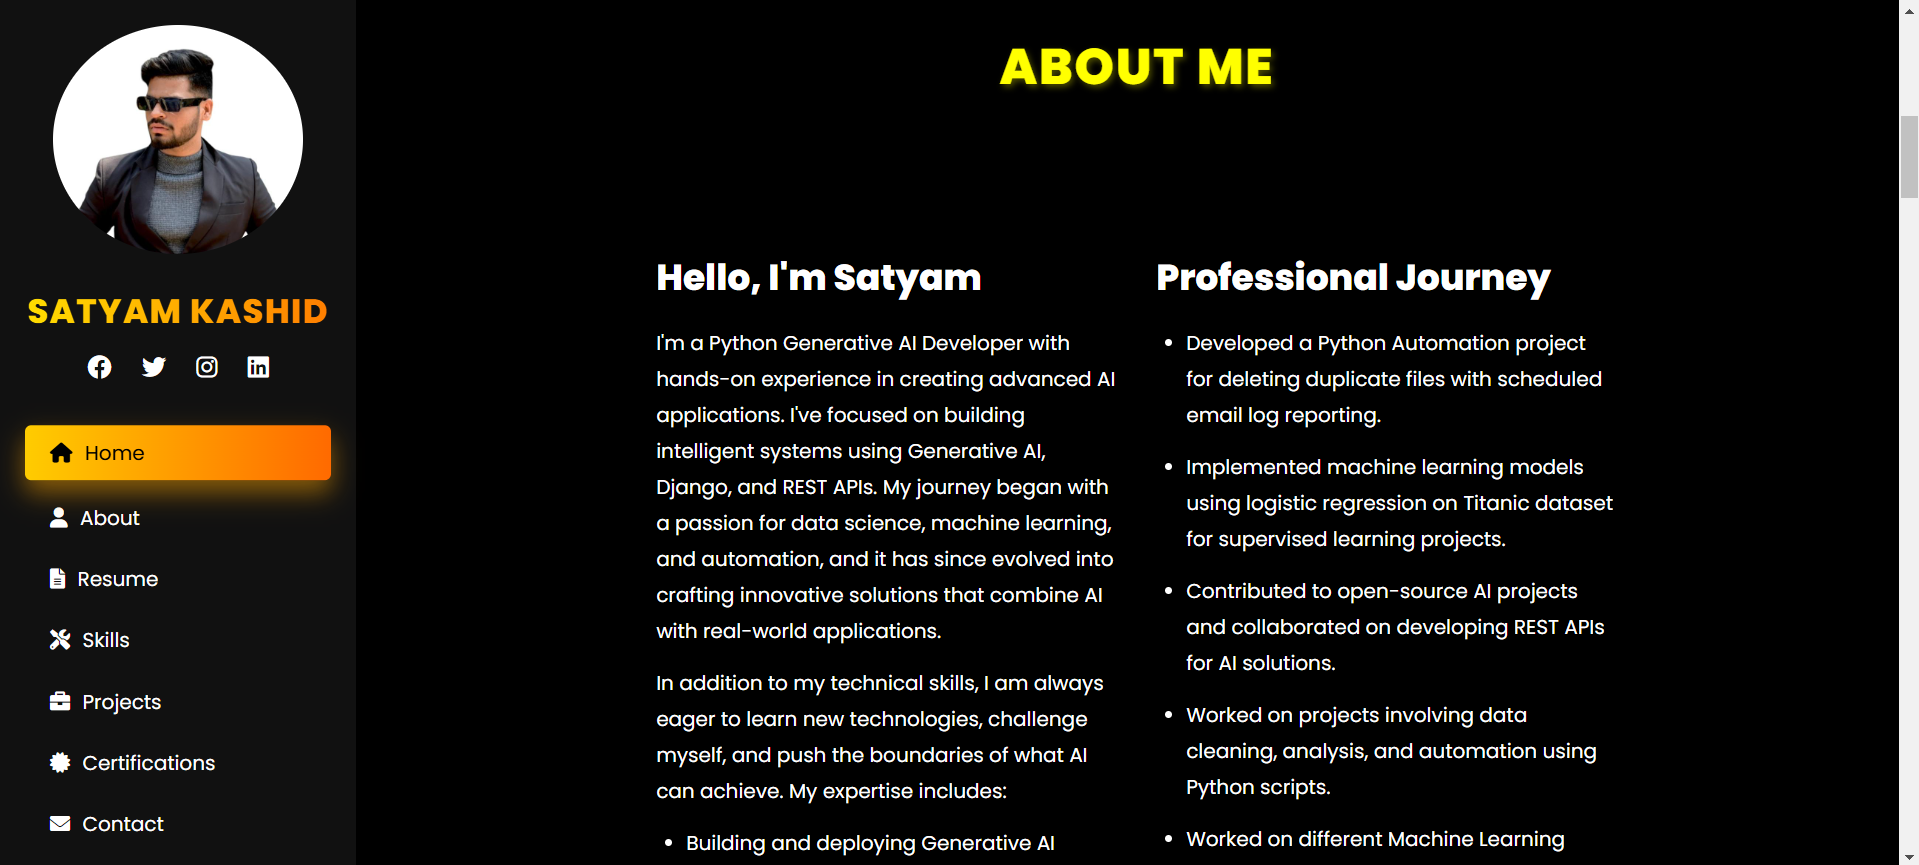 SATYAM KASHID
Home
About
Resume
Skills
Projects
Certifications
Contact
ABOUT ME
Hello, I'm Satyam
I'm a Python Generative AI Developer with
hands-on experience in creating advanced AI
applications. I've focused on building
intelligent systems using Generative AI,
Django, and REST APIs. My journey began with
a passion for data science, machine learning,
and automation, and it has since evolved into
crafting innovative solutions that combine AI
with real-world applications.
In addition to my technical skills, I am always
eager to learn new technologies, challenge
myself, and push the boundaries of what AI
can achieve. My expertise includes:
• Building and deploying Generative AI
Professional Journey
• Developed a Python Automation project
for deleting duplicate files with scheduled
email log reporting.
• Implemented machine learning models
using logistic regression on Titanic dataset
for supervised learning projects.
• Contributed to open-source AI projects
and collaborated on developing REST APIs
for AI solutions.
• Worked on projects involving data
cleaning, analysis, and automation using
Python scripts.
• Worked on different Machine Learning